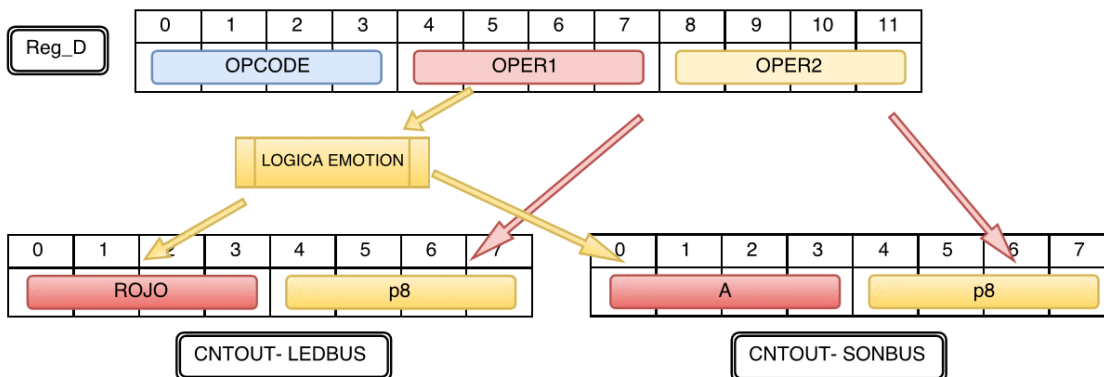 0 1 2 3 4 5 6 7 8 9 10 11
Reg_D
OPCODE OPER1 OPER2
LOGICA EMOTION
0 1 2 3 4 5 6 7 0 1 2 3 4 5 6 7
ROJO p8 A p8
CNTOUT- LEDBUS CNTOUT- SONBUS